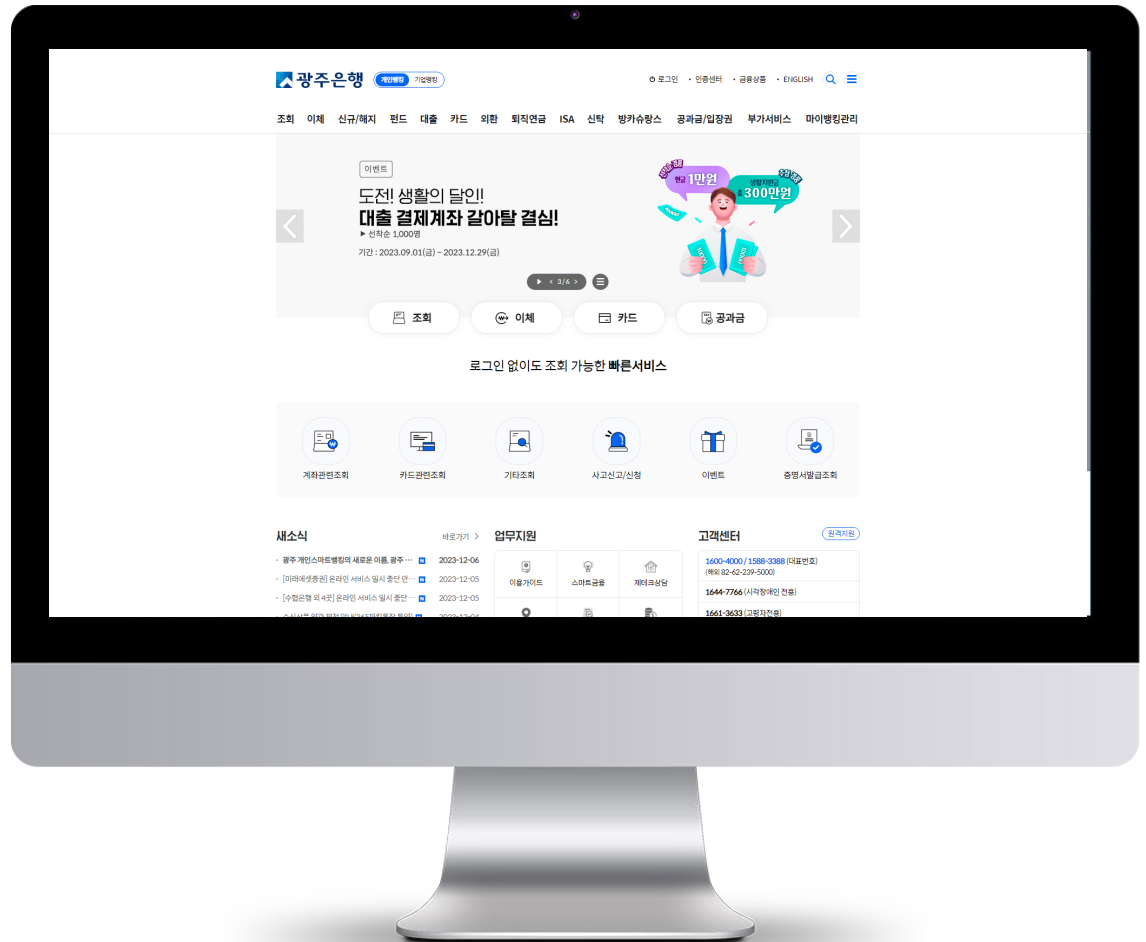 광주은행
개인뱅킹 기업뱅킹
로그인 · 인증센터 · 금융상품 · ENGLISH
조회 이체 신규/해지 펀드 대출 카드 외환 퇴직연금 ISA 신탁 방카슈랑스 공과금/입장권 부가서비스 마이뱅킹관리
이벤트
도전! 생활의 달인!
대출 결제계좌 갈아탈 결심!
▶ 선착순 1,000명
기간 : 2023.09.01(금) ~ 2023.12.29(금)
현금 1만원
생활지원금
총 300만원
3/6
조회
이체
카드
공과금
로그인 없이도 조회 가능한 빠른서비스
계좌관련조회
카드관련조회
기타조회
사고신고/신청
이벤트
증명서발급조회
새소식 바로가기 >
· 광주 개인스마트뱅킹의 새로운 이름, 광주 ··· N 2023-12-06
· [미래에셋증권] 온라인 서비스 일시 중단 안··· N 2023-12-05
· [수협은행 외 4곳] 온라인 서비스 일시 중단 ··· N 2023-12-05
업무지원
이용가이드
스마트금융
재테크상담
고객센터 원격지원
1600-4000 / 1588-3388 (대표번호)
(해외 82-62-239-5000)
1644-7766 (시각장애인 전용)
1661-3633 (고령자전용)